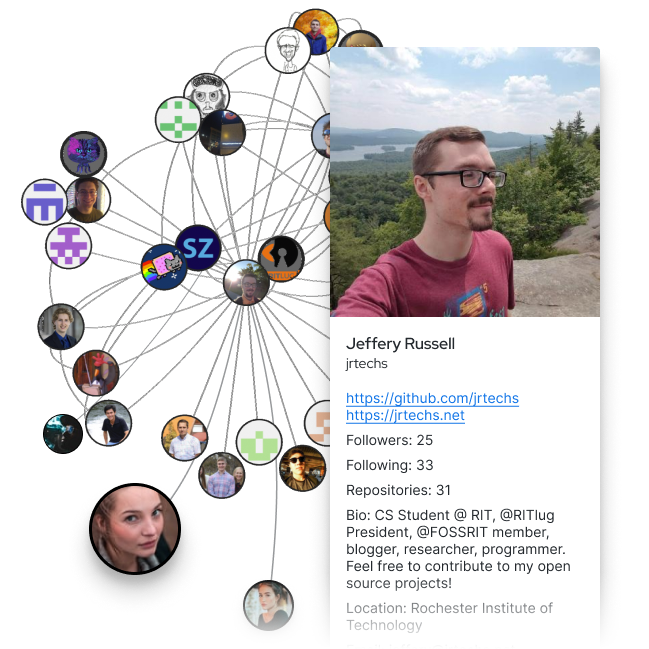 SZ
Jeffery Russell
jrtechs
https://github.com/jrtechs
https://jrtechs.net
Followers: 25
Following: 33
Repositories: 31
Bio: CS Student @ RIT, @RITlug
President, @FOSSRIT member,
blogger, researcher, programmer.
Feel free to contribute to my open
source projects!
Location: Rochester Institute of
Technology